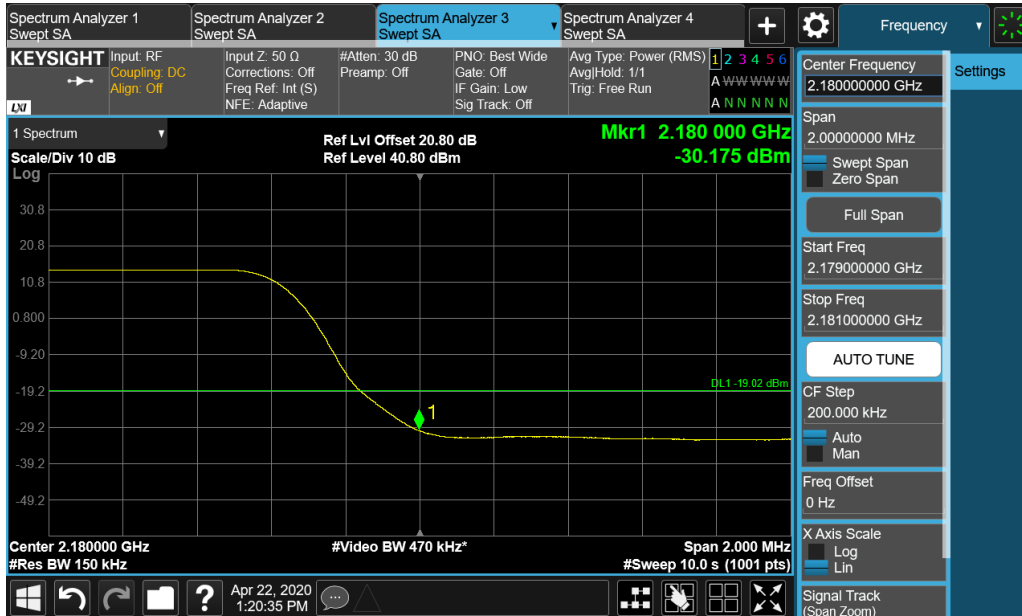 Spectrum Analyzer 1
Swept SA
Spectrum Analyzer 2
Swept SA
Spectrum Analyzer 3
Swept SA
Spectrum Analyzer 4
Swept SA
+
Frequency
KEYSIGHT
LXI
Input: RF
Coupling: DC
Align: Off
Input Z: 50 Ω
Corrections: Off
Freq Ref: Int (S)
NFE: Adaptive
#Atten: 30 dB
Preamp: Off
PNO: Best Wide
Gate: Off
IF Gain: Low
Sig Track: Off
Avg Type: Power (RMS)
Avg|Hold: 1/1
Trig: Free Run
1 2 3 4 5 6
A W W W W W
A N N N N N
1 Spectrum
Scale/Div 10 dB
Log
Ref Lvl Offset 20.80 dB
Ref Level 40.80 dBm
Mkr1 2.180 000 GHz
-30.175 dBm
30.8
20.8
10.8
0.800
-9.20
-19.2
-29.2
-39.2
-49.2
DL1 -19.02 dBm
1
Center 2.180000 GHz
#Res BW 150 kHz
#Video BW 470 kHz*
Span 2.000 MHz
#Sweep 10.0 s (1001 pts)
Center Frequency
2.180000000 GHz
Settings
Span
2.00000000 MHz
Swept Span
Zero Span
Full Span
Start Freq
2.179000000 GHz
Stop Freq
2.181000000 GHz
AUTO TUNE
CF Step
200.000 kHz
Auto
Man
Freq Offset
0 Hz
X Axis Scale
Log
Lin
Signal Track
(Span Zoom)
?
Apr 22, 2020
1:20:35 PM